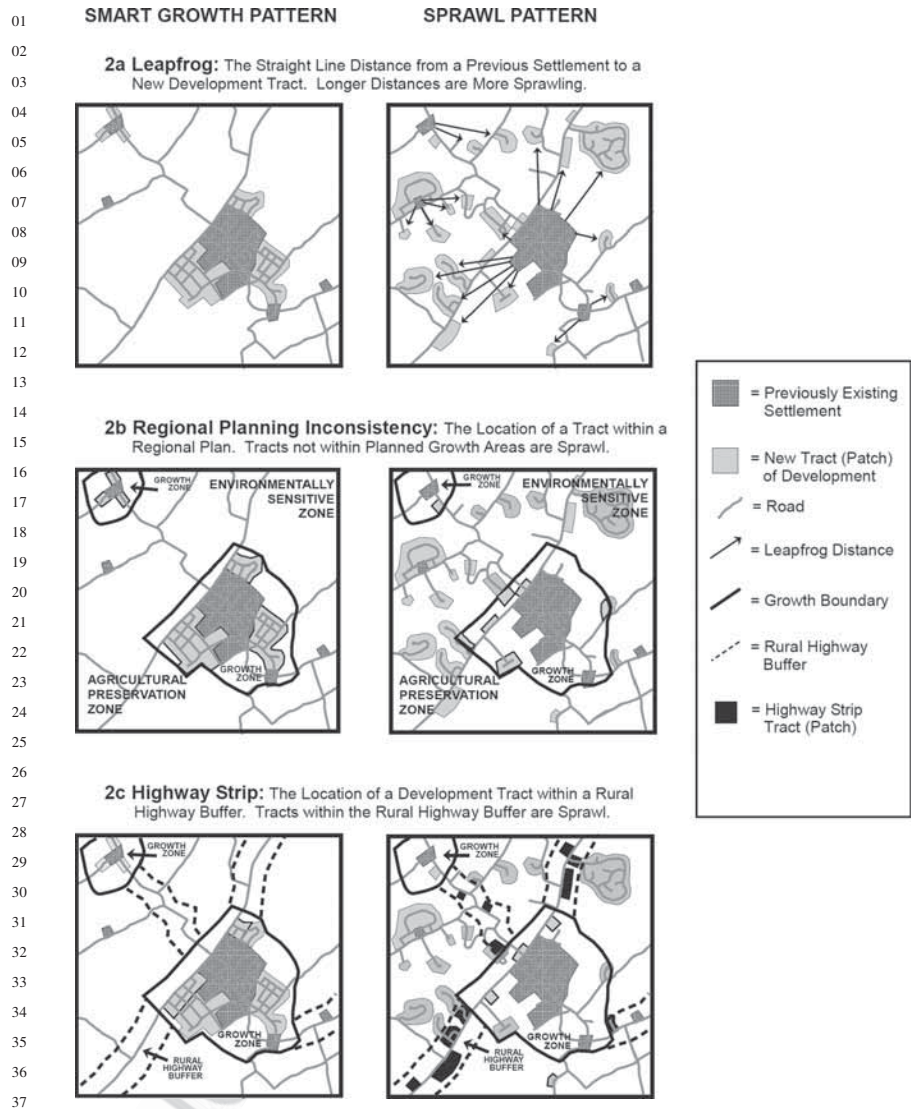 01
SMART GROWTH PATTERN
SPRAWL PATTERN
02
2a Leapfrog: The Straight Line Distance from a Previous Settlement to a
03
New Development Tract. Longer Distances are More Sprawling.
04
05
06
07
08
09
10
11
12
13
14
2b Regional Planning Inconsistency: The Location of a Tract within a
15
Regional Plan. Tracts not within Planned Growth Areas are Sprawl.
16
GROWTH
ZONE
ENVIRONMENTALLY
SENSITIVE
ZONE
GROWTH
ZONE
ENVIRONMENTALLY
SENSITIVE
ZONE
17
18
19
20
21
22
GROWTH
ZONE
AGRICULTURAL
PRESERVATION
ZONE
GROWTH
ZONE
AGRICULTURAL
PRESERVATION
ZONE
23
24
25
26
2c Highway Strip: The Location of a Development Tract within a Rural
27
Highway Buffer. Tracts within the Rural Highway Buffer are Sprawl.
28
29
GROWTH
ZONE
GROWTH
ZONE
30
31
32
33
34
35
GROWTH
ZONE
RURAL
HIGHWAY
BUFFER
GROWTH
ZONE
RURAL
HIGHWAY
BUFFER
36
37
= Previously Existing
Settlement
= New Tract (Patch)
of Development
= Road
= Leapfrog Distance
= Growth Boundary
= Rural Highway
Buffer
= Highway Strip
Tract (Patch)